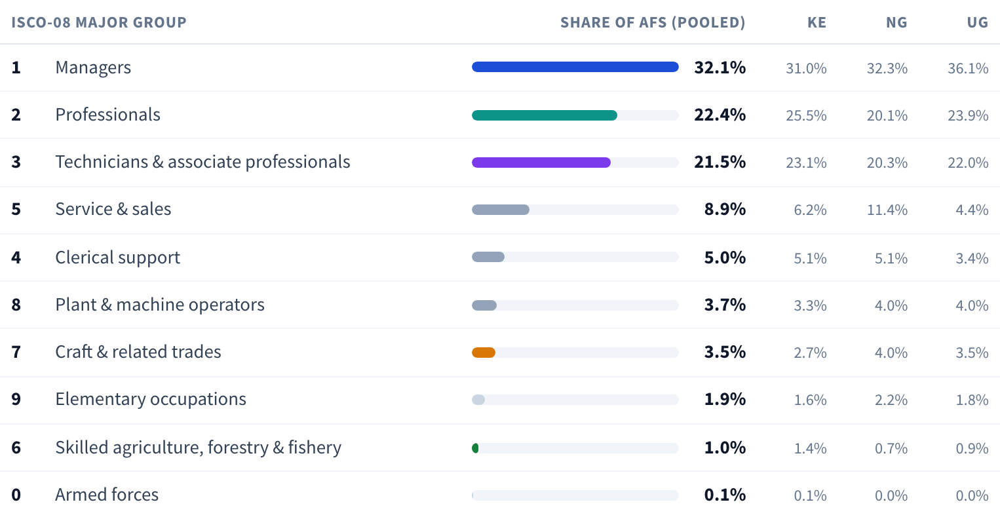 ISCO-08 MAJOR GROUP SHARE OF AFS (POOLED) KE NG UG
1 Managers 32.1% 31.0% 32.3% 36.1%
2 Professionals 22.4% 25.5% 20.1% 23.9%
3 Technicians & associate professionals 21.5% 23.1% 20.3% 22.0%
5 Service & sales 8.9% 6.2% 11.4% 4.4%
4 Clerical support 5.0% 5.1% 5.1% 3.4%
8 Plant & machine operators 3.7% 3.3% 4.0% 4.0%
7 Craft & related trades 3.5% 2.7% 4.0% 3.5%
9 Elementary occupations 1.9% 1.6% 2.2% 1.8%
6 Skilled agriculture, forestry & fishery 1.0% 1.4% 0.7% 0.9%
0 Armed forces 0.1% 0.1% 0.0% 0.0%